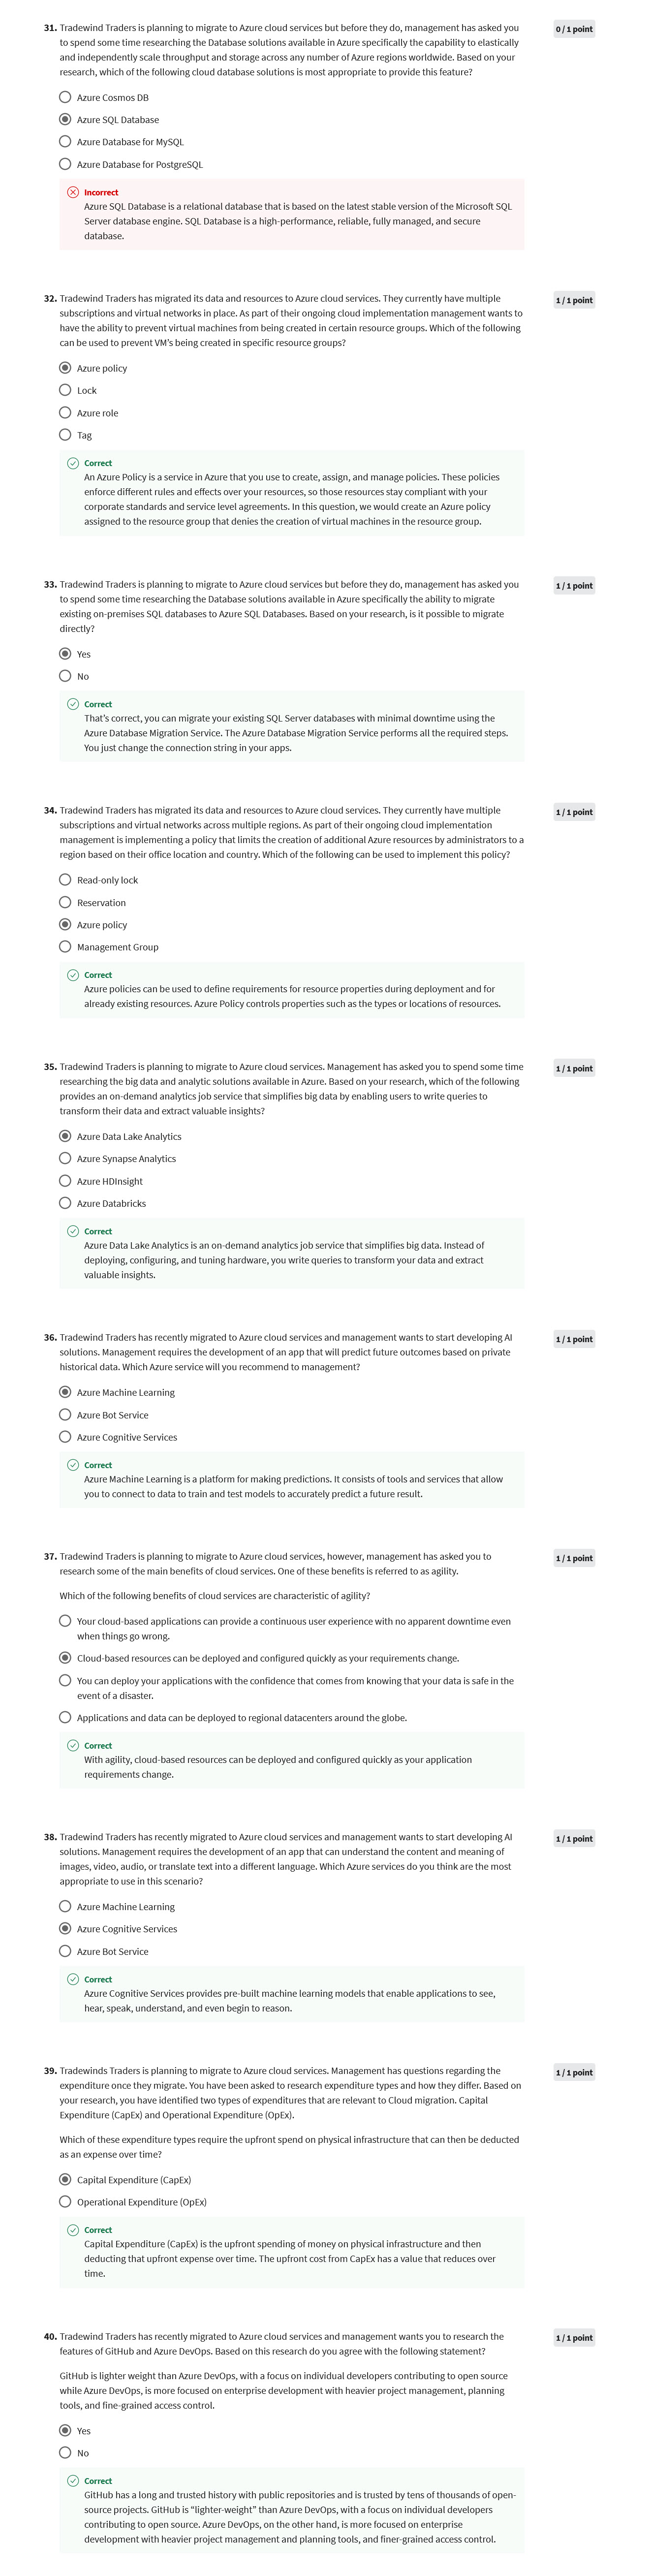 31. Tradewind Traders is planning to migrate to Azure cloud services but before they do, management has asked you
0 / 1 point
to spend some time researching the Database solutions available in Azure specifically the capability to elastically
and independently scale throughput and storage across any number of Azure regions worldwide. Based on your
research, which of the following cloud database solutions is most appropriate to provide this feature?
Azure Cosmos DB
Azure SQL Database
Azure Database for MySQL
Azure Database for PostgreSQL
Incorrect
Azure SQL Database is a relational database that is based on the latest stable version of the Microsoft SQL
Server database engine. SQL Database is a high-performance, reliable, fully managed, and secure
database.
32. Tradewind Traders has migrated its data and resources to Azure cloud services. They currently have multiple
1 / 1 point
subscriptions and virtual networks in place. As part of their ongoing cloud implementation management wants to
have the ability to prevent virtual machines from being created in certain resource groups. Which of the following
can be used to prevent VM's being created in specific resource groups?
Azure policy
Lock
Azure role
Tag
Correct
An Azure Policy is a service in Azure that you use to create, assign, and manage policies. These policies
enforce different rules and effects over your resources, so those resources stay compliant with your
corporate standards and service level agreements. In this question, we would create an Azure policy
assigned to the resource group that denies the creation of virtual machines in the resource group.
33. Tradewind Traders is planning to migrate to Azure cloud services but before they do, management has asked you
1 / 1 point
to spend some time researching the Database solutions available in Azure specifically the ability to migrate
existing on-premises SQL databases to Azure SQL Databases. Based on your research, is it possible to migrate
directly?
Yes
No
Correct
That's correct, you can migrate your existing SQL Server databases with minimal downtime using the
Azure Database Migration Service. The Azure Database Migration Service performs all the required steps.
You just change the connection string in your apps.
34. Tradewind Traders has migrated its data and resources to Azure cloud services. They currently have multiple
1 / 1 point
subscriptions and virtual networks across multiple regions. As part of their ongoing cloud implementation
management is implementing a policy that limits the creation of additional Azure resources by administrators to a
region based on their office location and country. Which of the following can be used to implement this policy?
Read-only lock
Reservation
Azure policy
Management Group
Correct
Azure policies can be used to define requirements for resource properties during deployment and for
already existing resources. Azure Policy controls properties such as the types or locations of resources.
35. Tradewind Traders is planning to migrate to Azure cloud services. Management has asked you to spend some time
1 / 1 point
researching the big data and analytic solutions available in Azure. Based on your research, which of the following
provides an on-demand analytics job service that simplifies big data by enabling users to write queries to
transform their data and extract valuable insights?
Azure Data Lake Analytics
Azure Synapse Analytics
Azure HDInsight
Azure Databricks
Correct
Azure Data Lake Analytics is an on-demand analytics job service that simplifies big data. Instead of
deploying, configuring, and tuning hardware, you write queries to transform your data and extract
valuable insights.
36. Tradewind Traders has recently migrated to Azure cloud services and management wants to start developing AI
1 / 1 point
solutions. Management requires the development of an app that will predict future outcomes based on private
historical data. Which Azure service will you recommend to management?
Azure Machine Learning
Azure Bot Service
Azure Cognitive Services
Correct
Azure Machine Learning is a platform for making predictions. It consists of tools and services that allow
you to connect to data to train and test models to accurately predict a future result.
37. Tradewind Traders is planning to migrate to Azure cloud services, however, management has asked you to
1 / 1 point
research some of the main benefits of cloud services. One of these benefits is referred to as agility.
Which of the following benefits of cloud services are characteristic of agility?
Your cloud-based applications can provide a continuous user experience with no apparent downtime even
when things go wrong.
Cloud-based resources can be deployed and configured quickly as your requirements change.
You can deploy your applications with the confidence that comes from knowing that your data is safe in the
event of a disaster.
Applications and data can be deployed to regional datacenters around the globe.
Correct
With agility, cloud-based resources can be deployed and configured quickly as your application
requirements change.
38. Tradewind Traders has recently migrated to Azure cloud services and management wants to start developing AI
1 / 1 point
solutions. Management requires the development of an app that can understand the content and meaning of
images, video, audio, or translate text into a different language. Which Azure services do you think are the most
appropriate to use in this scenario?
Azure Machine Learning
Azure Cognitive Services
Azure Bot Service
Correct
Azure Cognitive Services provides pre-built machine learning models that enable applications to see,
hear, speak, understand, and even begin to reason.
39. Tradewinds Traders is planning to migrate to Azure cloud services. Management has questions regarding the
1 / 1 point
expenditure once they migrate. You have been asked to research expenditure types and how they differ. Based on
your research, you have identified two types of expenditures that are relevant to Cloud migration. Capital
Expenditure (CapEx) and Operational Expenditure (OpEx).
Which of these expenditure types require the upfront spend on physical infrastructure that can then be deducted
as an expense over time?
Capital Expenditure (CapEx)
Operational Expenditure (OpEx)
Correct
Capital Expenditure (CapEx) is the upfront spending of money on physical infrastructure and then
deducting that upfront expense over time. The upfront cost from CapEx has a value that reduces over
time.
40. Tradewind Traders has recently migrated to Azure cloud services and management wants you to research the
1 / 1 point
features of GitHub and Azure DevOps. Based on this research do you agree with the following statement?
GitHub is lighter weight than Azure DevOps, with a focus on individual developers contributing to open source
while Azure DevOps, is more focused on enterprise development with heavier project management, planning
tools, and fine-grained access control.
Yes
No
Correct
GitHub has a long and trusted history with public repositories and is trusted by tens of thousands of open-
source projects. GitHub is "lighter-weight" than Azure DevOps, with a focus on individual developers
contributing to open source. Azure DevOps, on the other hand, is more focused on enterprise
development with heavier project management and planning tools, and finer-grained access control.